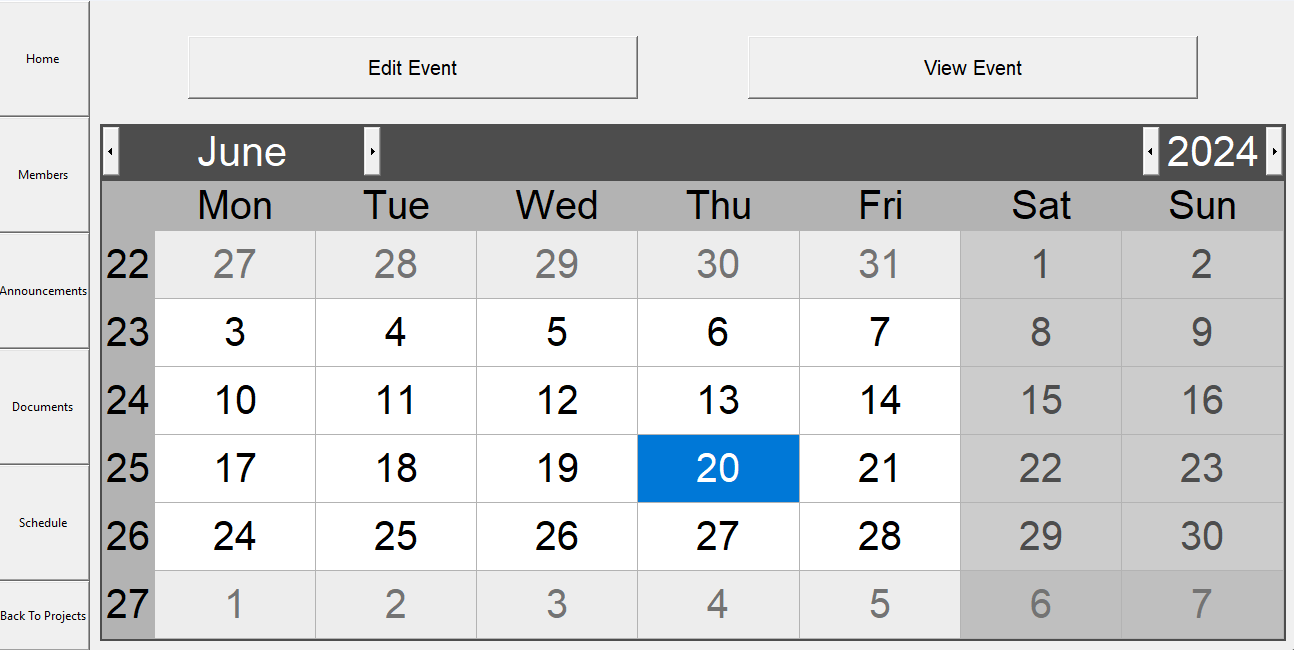 Home
Members
Announcements
Documents
Schedule
Back To Projects
Edit Event View Event
June 2024
Mon Tue Wed Thu Fri Sat Sun
22 27 28 29 30 31 1 2
23 3 4 5 6 7 8 9
24 10 11 12 13 14 15 16
25 17 18 19 20 21 22 23
26 24 25 26 27 28 29 30
27 1 2 3 4 5 6 7